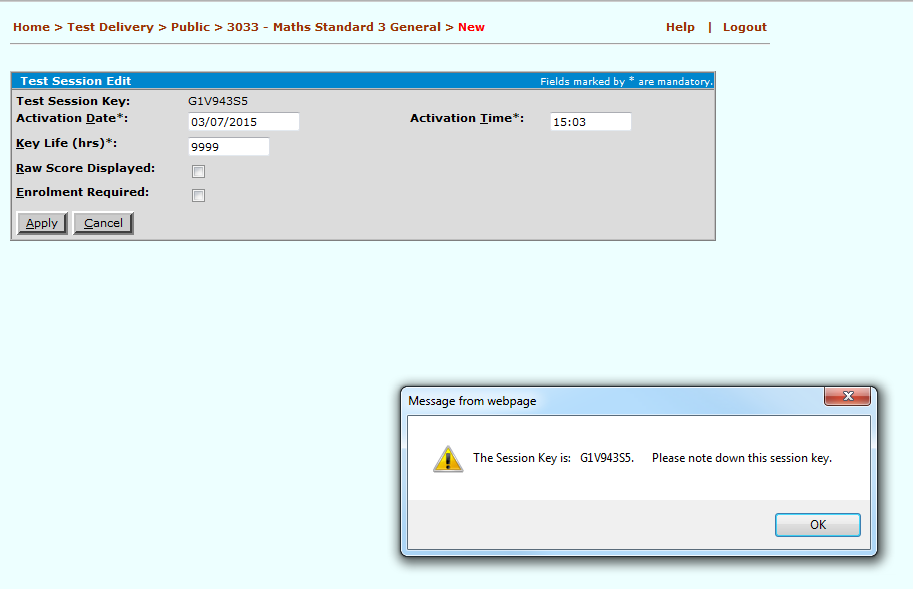 Home > Test Delivery > Public > 3033 - Maths Standard 3 General > New Help | Logout
Test Session Edit Fields marked by * are mandatory.
Test Session Key: G1V943S5
Activation Date*: 03/07/2015 Activation Time*: 15:03
Key Life (hrs)*: 9999
Raw Score Displayed:
Enrolment Required:
Apply Cancel
Message from webpage
The Session Key is: G1V943S5. Please note down this session key.
OK